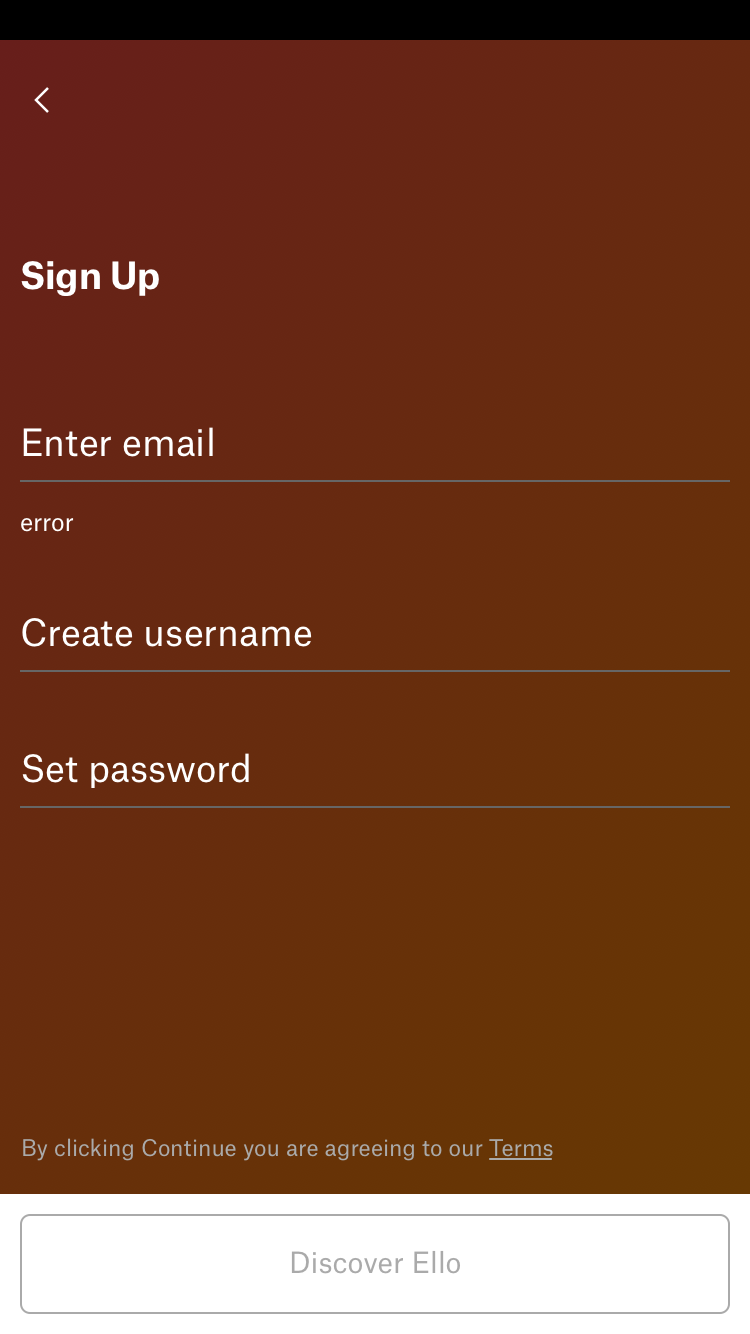 Sign Up
Enter email
error
Create username
Set password
By clicking Continue you are agreeing to our Terms
Discover Ello